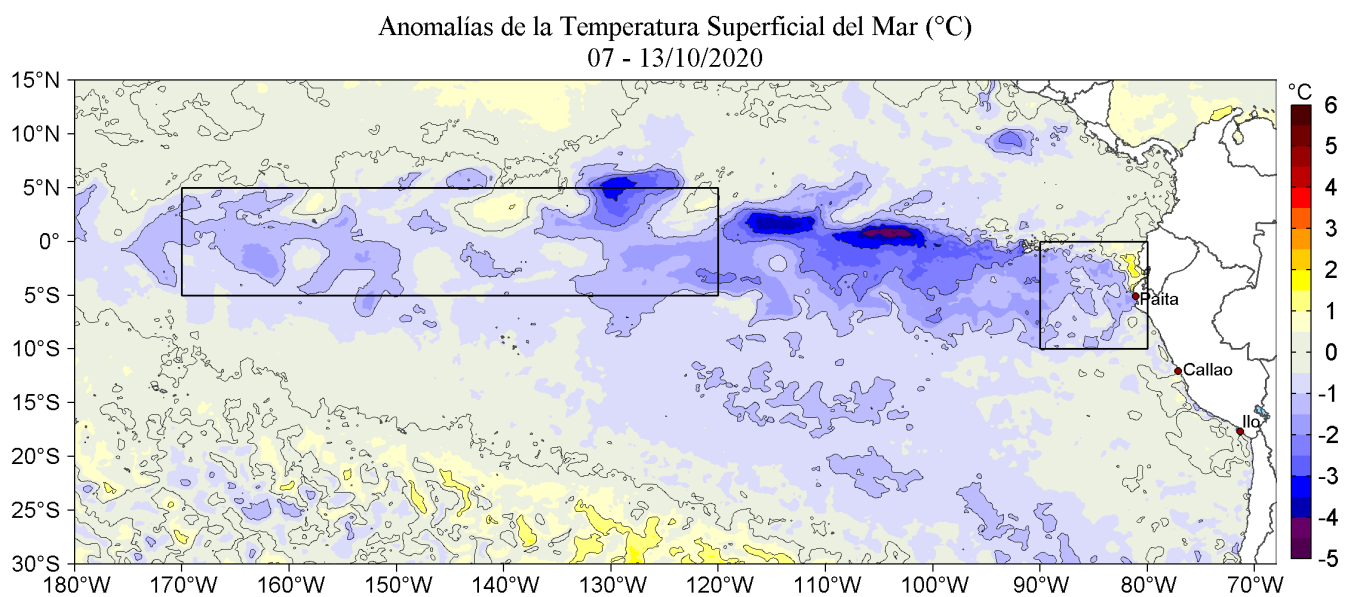 Anomalías de la Temperatura Superficial del Mar (°C)
07 - 13/10/2020
15°N
10°N
5°N
0°
5°S
10°S
15°S
20°S
25°S
30°S
180°W
170°W
160°W
150°W
140°W
130°W
120°W
110°W
100°W
90°W
80°W
70°W
Paita
Callao
Ilo
°C
6
5
4
3
2
1
0
-1
-2
-3
-4
-5